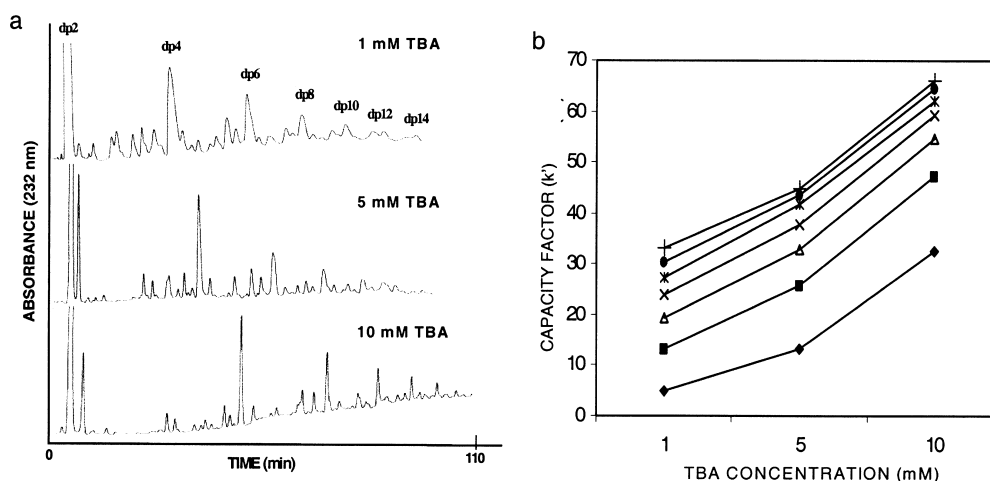 a
dp2
1 mM TBA
dp4
dp6
dp8
dp10
dp12
dp14
5 mM TBA
10 mM TBA
ABSORBANCE (232 nm)
0
110
TIME (min)
b
70
60
50
40
30
20
10
0
CAPACITY FACTOR (k')
1
5
10
TBA CONCENTRATION (mM)